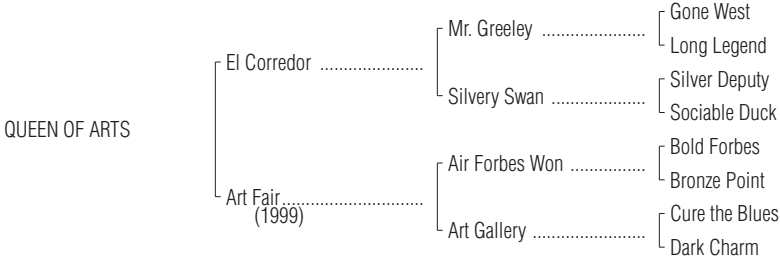 Gone West
Mr. Greeley ......................
Long Legend
El Corredor ......................
Silver Deputy
Silvery Swan ....................
Sociable Duck
QUEEN OF ARTS
Bold Forbes
Air Forbes Won ................
Bronze Point
Art Fair..............................
(1999)
Cure the Blues
Art Gallery ........................
Dark Charm